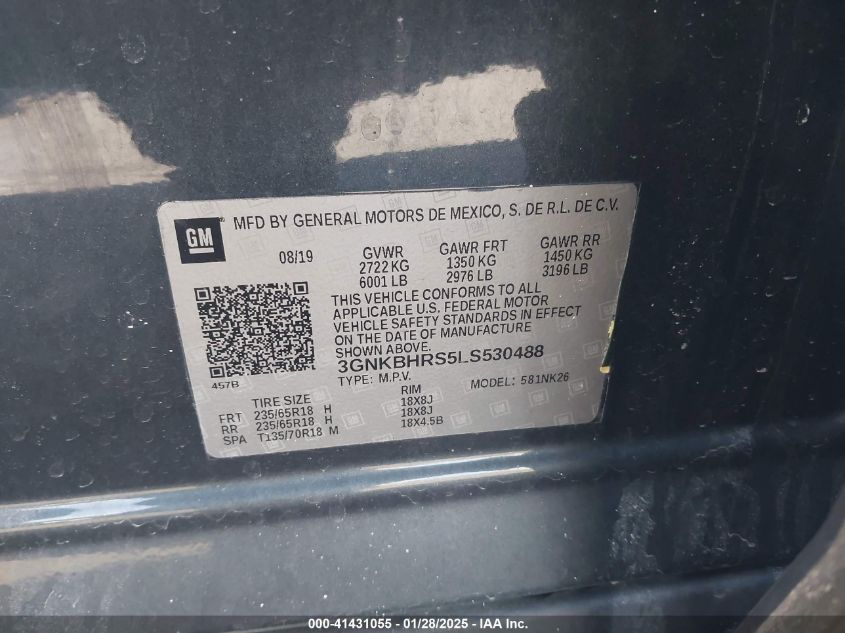 GM
MFD BY GENERAL MOTORS DE MEXICO, S. DE R.L. DE C.V.
08/19 GVWR GAWR FRT GAWR RR
2722 KG 1350 KG 1450 KG
6001 LB 2976 LB 3196 LB
THIS VEHICLE CONFORMS TO ALL
APPLICABLE U.S. FEDERAL MOTOR
VEHICLE SAFETY STANDARDS IN EFFECT
ON THE DATE OF MANUFACTURE
SHOWN ABOVE.
3GNKBHRS5LS530488
457B TYPE: M.P.V. MODEL: 581NK26
TIRE SIZE RIM
FRT 235/65R18 H 18X8J
RR 235/65R18 H 18X8J
SPA T135/70R18 M 18X4.5B
000-41431055 - 01/28/2025 - IAA Inc.